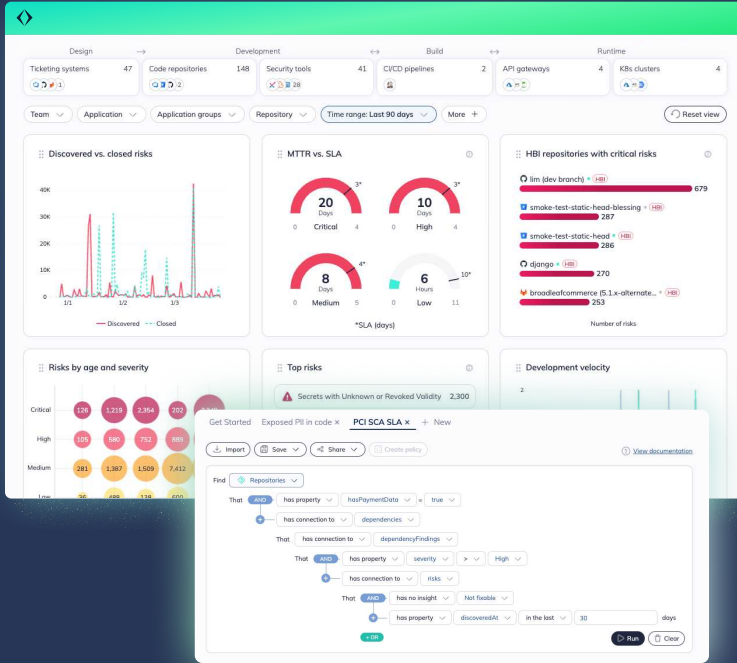 Design → Development ↔ Build ↔ Runtime
Ticketing systems 47 Code repositories 148 Security tools 41 CI/CD pipelines 2 API gateways 4 K8s clusters 4
28
Team Application Application groups Repository Time range: Last 90 days More + Reset view
Discovered vs. closed risks
40K
30K
20K
10K
0
1/1 1/2 1/3
Discovered Closed
MTTR vs. SLA
3* 3*
20 10
Days Days
0 Critical 4 0 High 4
4* 10*
8 6
Days Hours
0 Medium 5 0 Low 11
*SLA (days)
HBI repositories with critical risks
lim (dev branch) HBI
679
smoke-test-static-head-blessing HBI
287
smoke-test-static-head HBI
286
django HBI
270
broadleafcommerce (5.1.x-alternate... HBI
253
Number of risks
Risks by age and severity
Critical 126 1,219 2,354 202
High 105 580 752
Medium 281 1,387 1,509 7,412
Top risks
Secrets with Unknown or Revoked Validity 2,300
Development velocity
2
Get Started Exposed PII in code × PCI SCA SLA × + New
Import Save Share Create policy View documentation
Find Repositories
That AND has property hasPaymentData = true
has connection to dependencies
That has connection to dependencyFindings
That AND has property severity > High
has connection to risks
That AND has no insight Not fixable
has property discoveredAt in the last 30 days
+ OR Run Clear